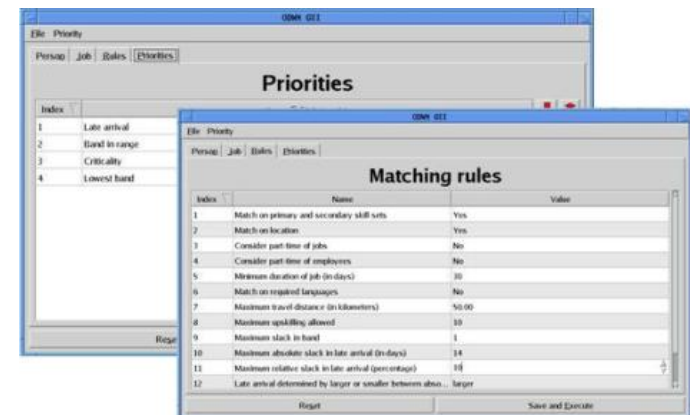 ODMN GUI
File Priority
Person Job Rules Priorities
Priorities
Index
1 Late arrival
2 Band in range
3 Criticality
4 Lowest band
ODMN GUI
File Priority
Person Job Rules Priorities
Matching rules
Index Name Value
1 Match on primary and secondary skill sets Yes
2 Match on location Yes
3 Consider part-time of jobs No
4 Consider part-time of employees No
5 Minimum duration of job (in days) 30
6 Match on required languages No
7 Maximum travel distance (in kilometers) 50.00
8 Maximum upskilling allowed 10
9 Maximum slack in band 1
10 Maximum absolute slack in late arrival (in days) 14
11 Maximum relative slack in late arrival (percentage) 10
12 Late arrival determined by larger or smaller between abso... larger
Reset Save and Execute